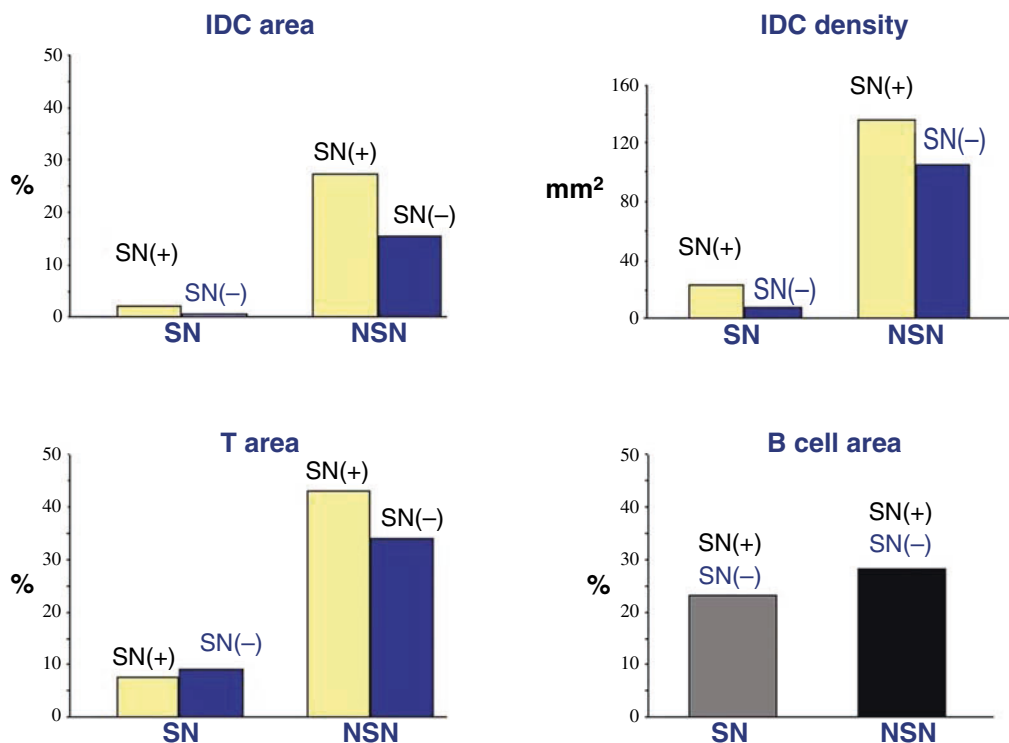 IDC area
50
40
30
20
10
0
%
SN(+)
SN(–)
SN(+)
SN(–)
SN
NSN
IDC density
160
120
80
40
0
mm²
SN(+)
SN(–)
SN(+)
SN(–)
SN
NSN
T area
50
40
30
20
10
0
%
SN(+)
SN(–)
SN(+)
SN(–)
SN
NSN
B cell area
50
40
30
20
10
0
%
SN(+)
SN(–)
SN(+)
SN(–)
SN
NSN